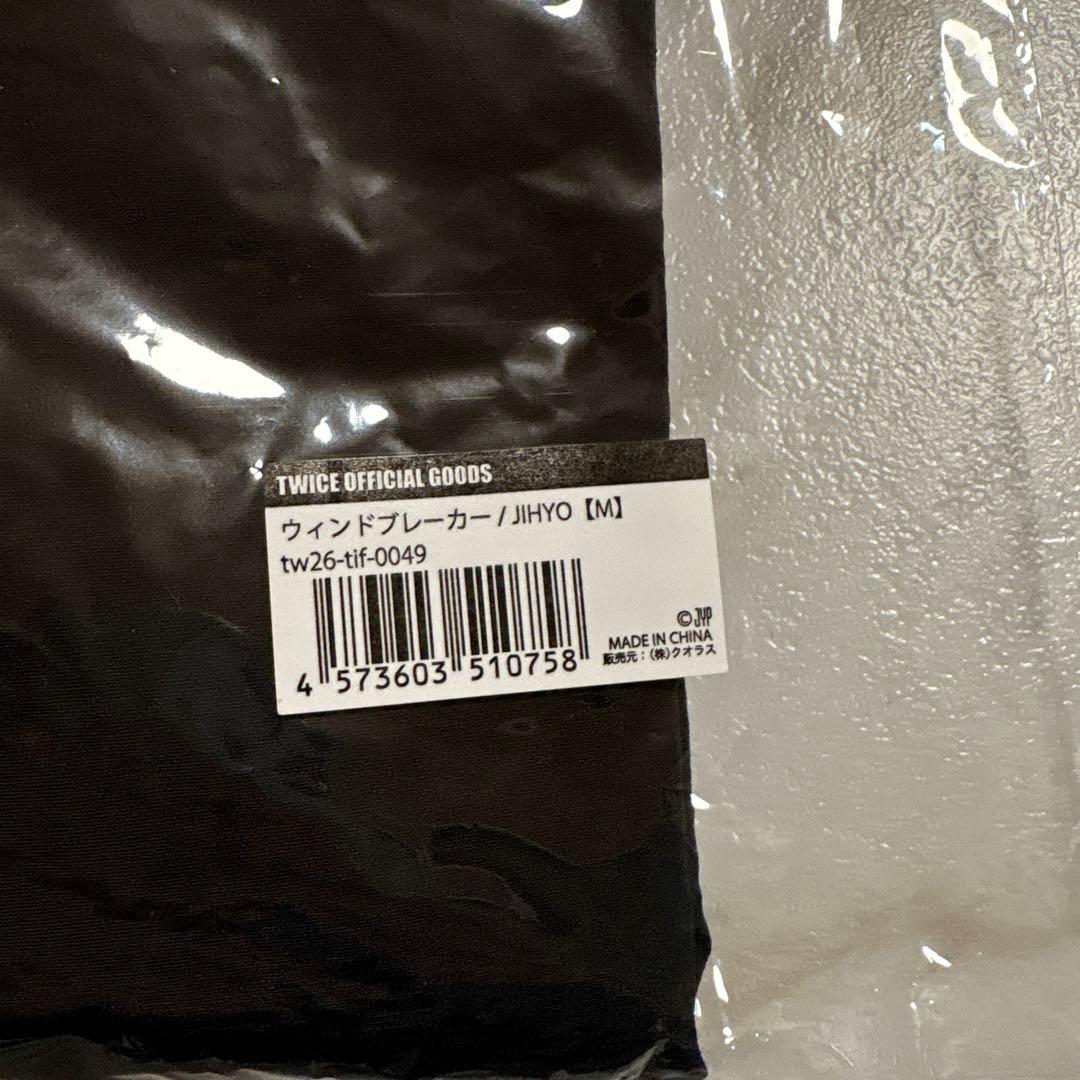 TWICE OFFICIAL GOODS
ウィンドブレーカー / JIHYO【M】
tw26-tif-0049
4 573603 510758
© JYP
MADE IN CHINA
販売元：(株)クオラス